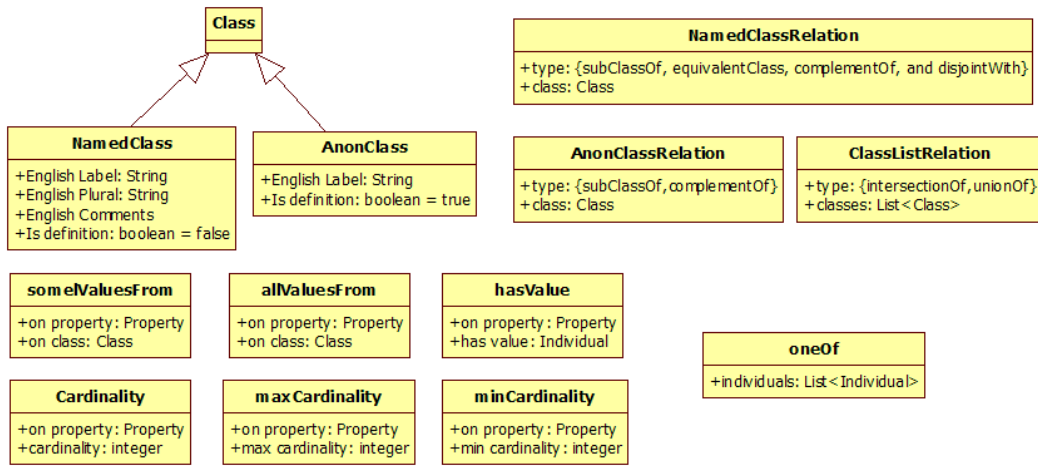 Class
NamedClassRelation
+type: {subClassOf, equivalentClass, complementOf, and disjointWith}
+class: Class
NamedClass
+English Label: String
+English Plural: String
+English Comments
+Is definition: boolean = false
AnonClass
+English Label: String
+Is definition: boolean = true
AnonClassRelation
+type: {subClassOf,complementOf}
+class: Class
ClassListRelation
+type: {intersectionOf,unionOf}
+classes: List<Class>
somelValuesFrom
+on property: Property
+on class: Class
allValuesFrom
+on property: Property
+on class: Class
hasValue
+on property: Property
+has value: Individual
oneOf
+individuals: List<Individual>
Cardinality
+on property: Property
+cardinality: integer
maxCardinality
+on property: Property
+max cardinality: integer
minCardinality
+on property: Property
+min cardinality: integer